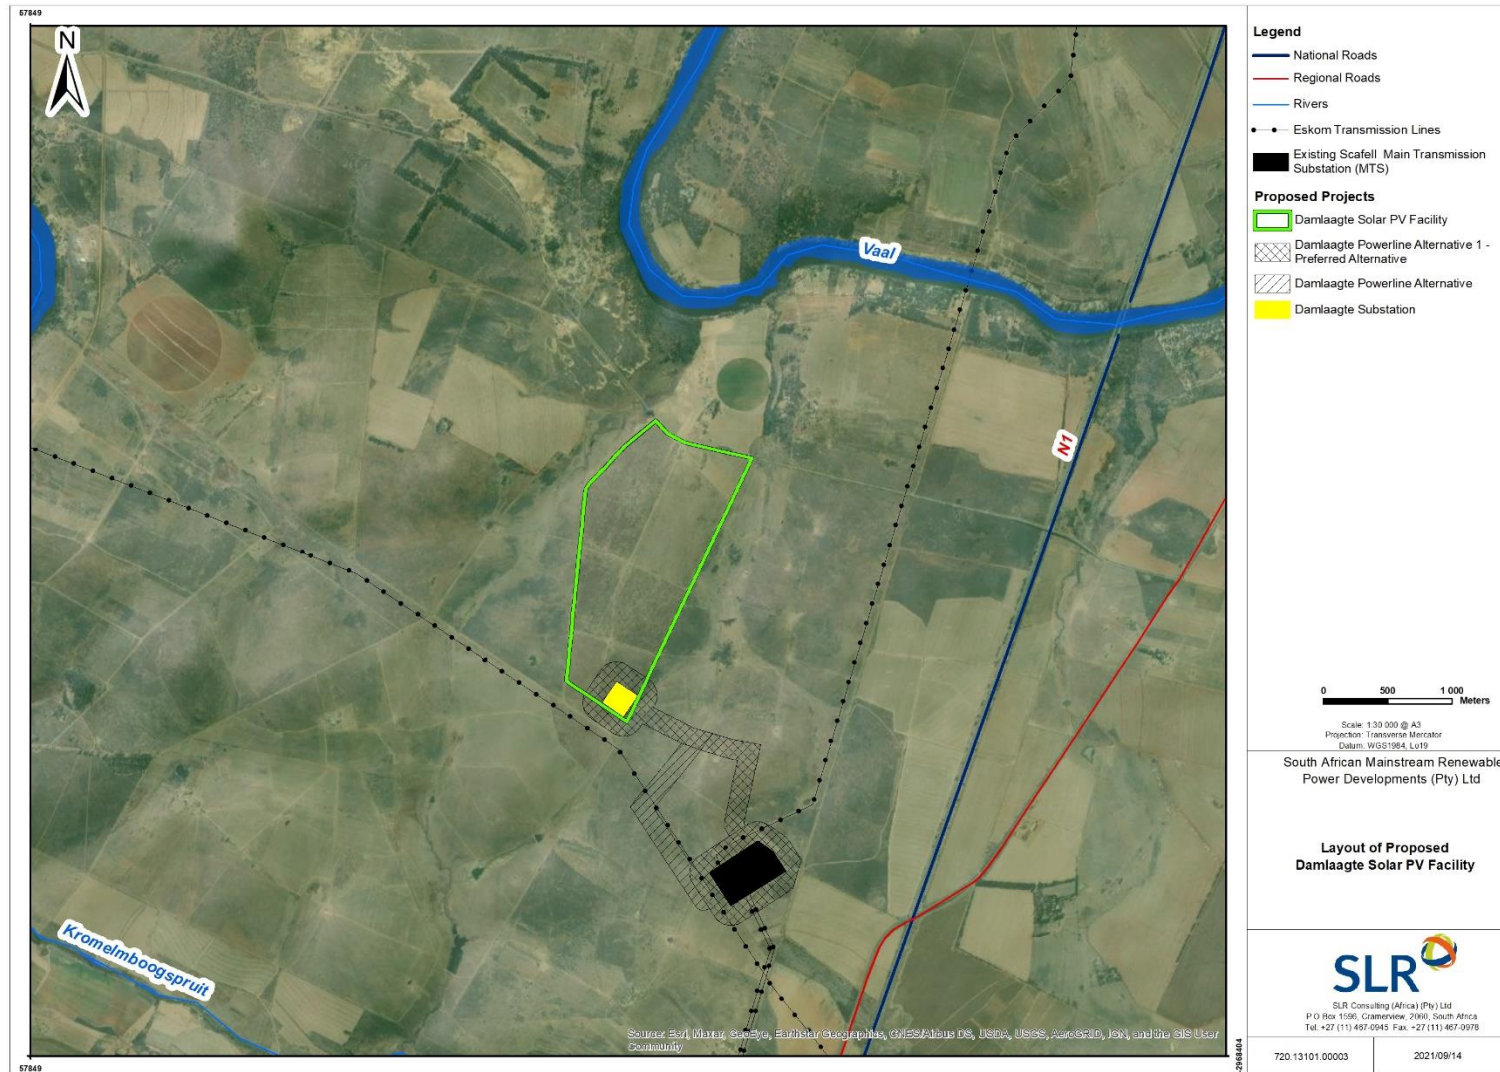 67849
N
Vaal
N1
Kromelmboogspruit
Source: Esri, Maxar, GeoEye, Earthstar Geographics, CNES/Airbus DS, USDA, USGS, AeroGRID, IGN, and the GIS User
Community
67849
-2968404
Legend
National Roads
Regional Roads
Rivers
Eskom Transmission Lines
Existing Scafell Main Transmission
Substation (MTS)
Proposed Projects
Damlaagte Solar PV Facility
Damlaagte Powerline Alternative 1 -
Preferred Alternative
Damlaagte Powerline Alternative
Damlaagte Substation
0 500 1 000
Meters
Scale: 1:30 000 @ A3
Projection: Transverse Mercator
Datum: WGS1984, Lo19
South African Mainstream Renewable
Power Developments (Pty) Ltd
Layout of Proposed
Damlaagte Solar PV Facility
SLR
SLR Consulting (Africa) (Pty) Ltd
P O Box 1596, Cramerview, 2060, South Africa
Tel. +27 (11) 467-0945 Fax. +27 (11) 467-0978
720.13101.00003
2021/09/14